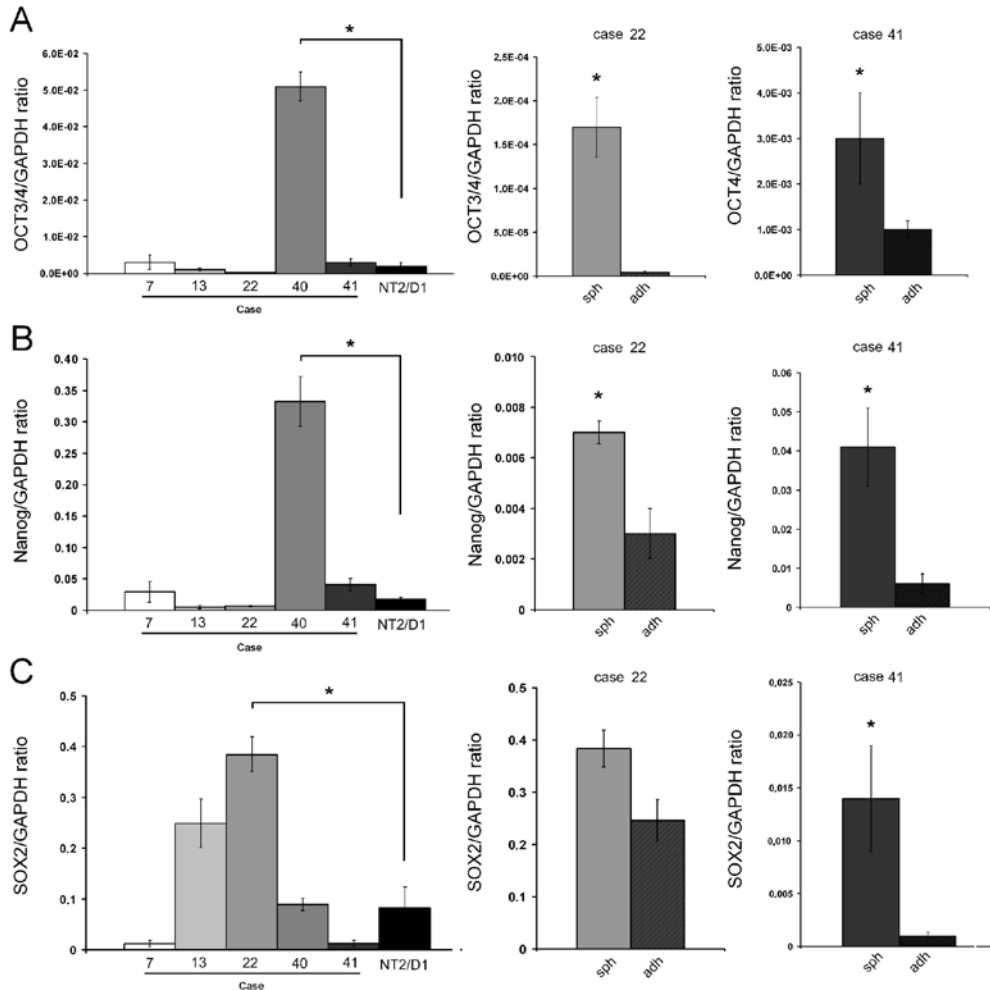 A
OCT3/4/GAPDH ratio
6.0E-02
5.0E-02
4.0E-02
3.0E-02
2.0E-02
1.0E-02
0.0E+00
*
7 13 22 40 41 NT2/D1
Case
case 22
OCT3/4/GAPDH ratio
2,5E-04
2,0E-04
1,5E-04
1,0E-04
5,0E-05
0,0E+00
*
sph adh
case 41
OCT4/GAPDH ratio
5.0E-03
4.0E-03
3.0E-03
2.0E-03
1.0E-03
0.0E+00
*
sph adh
B
Nanog/GAPDH ratio
0.40
0.35
0.30
0.25
0.20
0.15
0.10
0.05
0
*
7 13 22 40 41 NT2/D1
Case
case 22
Nanog/GAPDH ratio
0.010
0.008
0.006
0.004
0.002
0
*
sph adh
case 41
Nanog/GAPDH ratio
0.06
0.05
0.04
0.03
0.02
0.01
0
*
sph adh
C
SOX2/GAPDH ratio
0.5
0.4
0.3
0.2
0.1
0
*
7 13 22 40 41 NT2/D1
Case
case 22
SOX2/GAPDH ratio
0.5
0.4
0.3
0.2
0.1
0
sph adh
case 41
SOX2/GAPDH ratio
0,025
0,020
0,015
0,010
0,005
0,000
*
sph adh